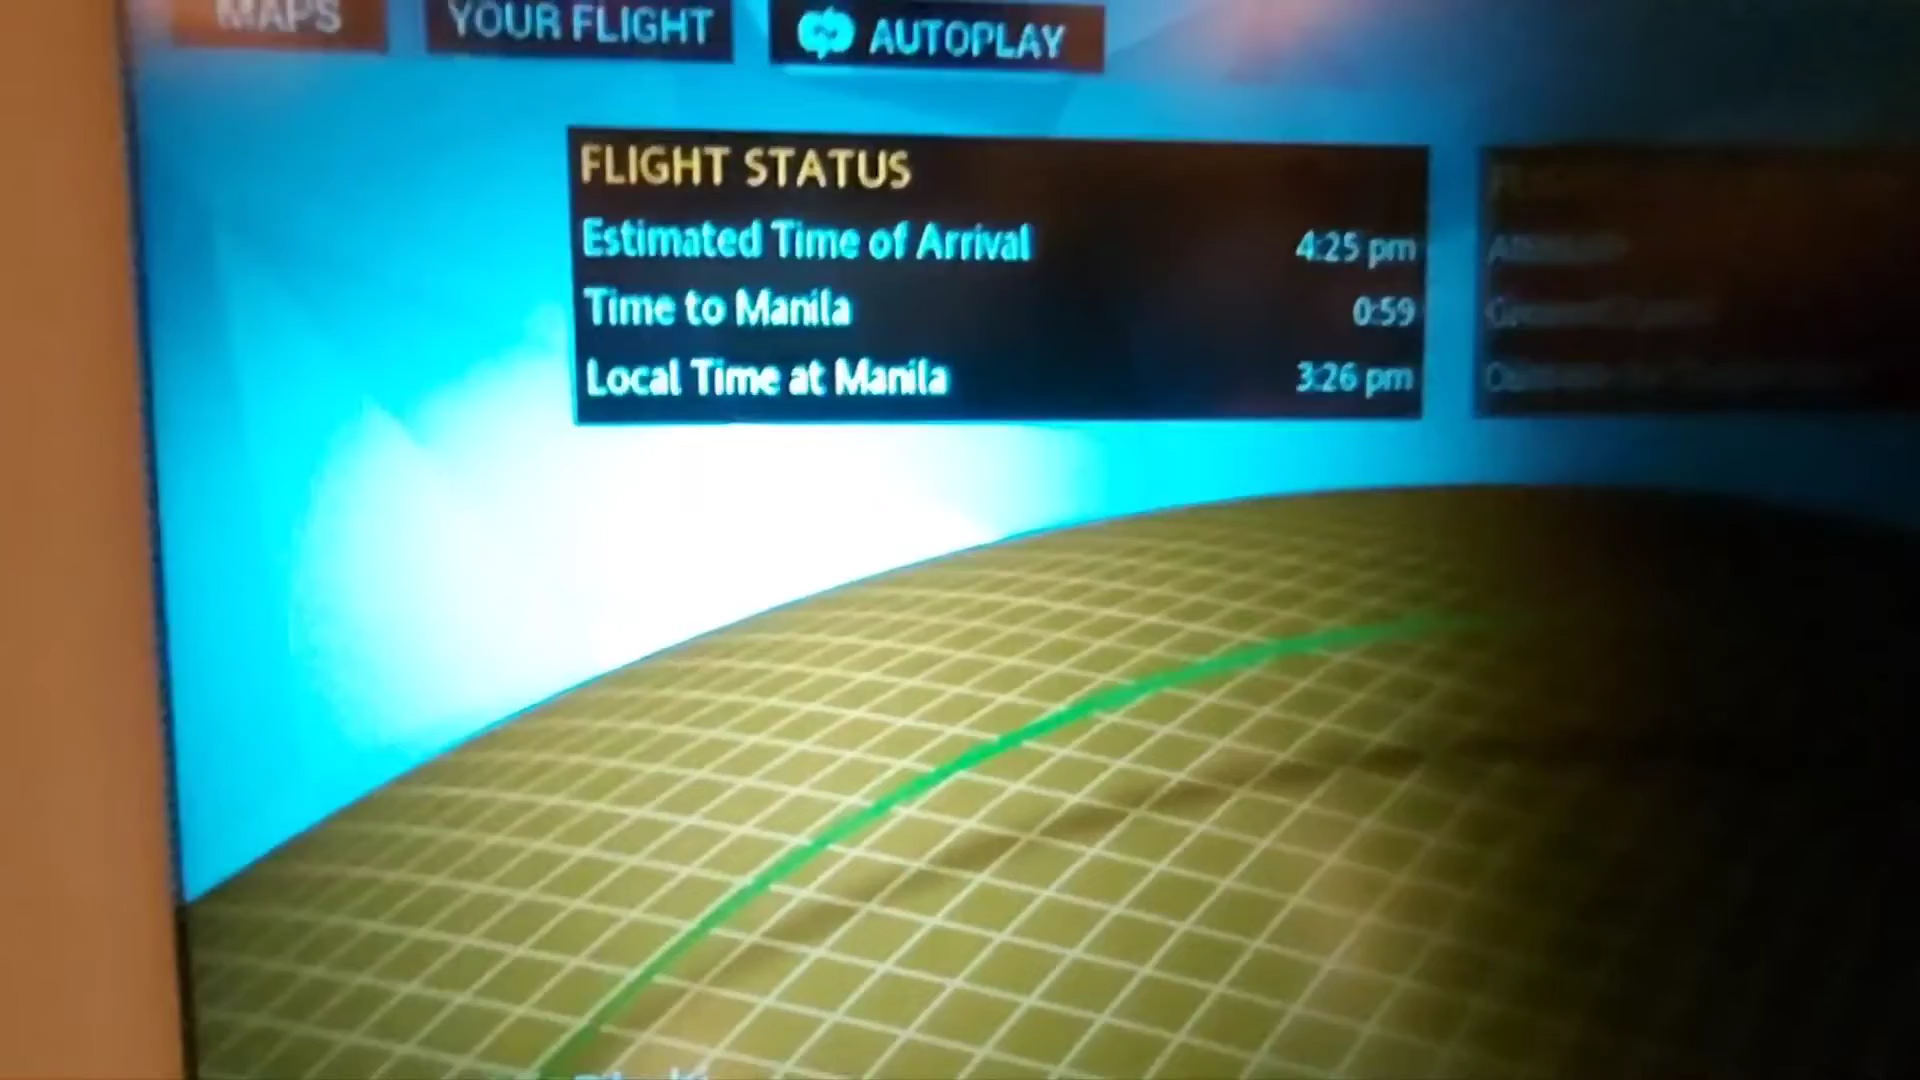 MAPS
YOUR FLIGHT
AUTOPLAY
FLIGHT STATUS
Estimated Time of Arrival 4:25 pm
Time to Manila 0:59
Local Time at Manila 3:26 pm